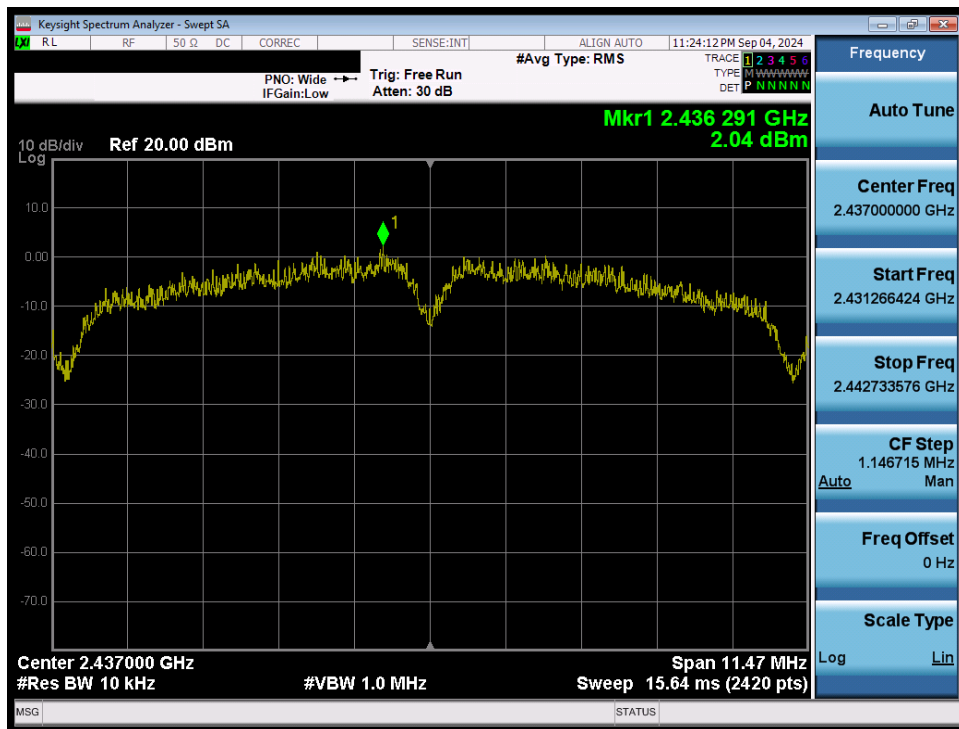 Keysight Spectrum Analyzer - Swept SA
LXI RL RF 50 Ω DC CORREC SENSE:INT ALIGN AUTO 11:24:12 PM Sep 04, 2024
PNO: Wide
IFGain:Low
Trig: Free Run
Atten: 30 dB
#Avg Type: RMS
TRACE 1 2 3 4 5 6
TYPE M W W W W W
DET P N N N N N
Mkr1 2.436 291 GHz
2.04 dBm
10 dB/div
Log
Ref 20.00 dBm
10.0
0.00
-10.0
-20.0
-30.0
-40.0
-50.0
-60.0
-70.0
1
Center 2.437000 GHz
Span 11.47 MHz
#Res BW 10 kHz
#VBW 1.0 MHz
Sweep 15.64 ms (2420 pts)
MSG
STATUS
Frequency
Auto Tune
Center Freq
2.437000000 GHz
Start Freq
2.431266424 GHz
Stop Freq
2.442733576 GHz
CF Step
1.146715 MHz
Auto Man
Freq Offset
0 Hz
Scale Type
Log Lin